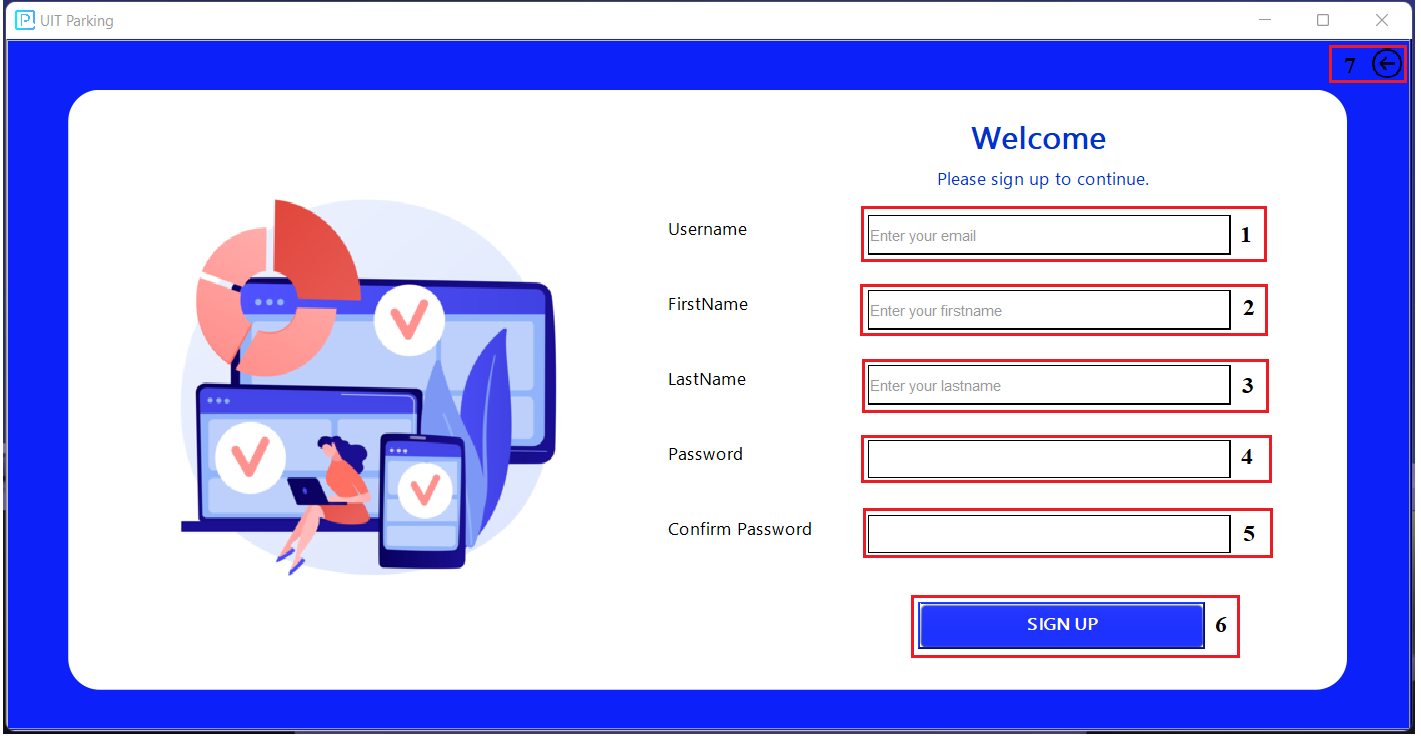 UIT Parking
7
Welcome
Please sign up to continue.
Username Enter your email 1
FirstName Enter your firstname 2
LastName Enter your lastname 3
Password 4
Confirm Password 5
SIGN UP 6